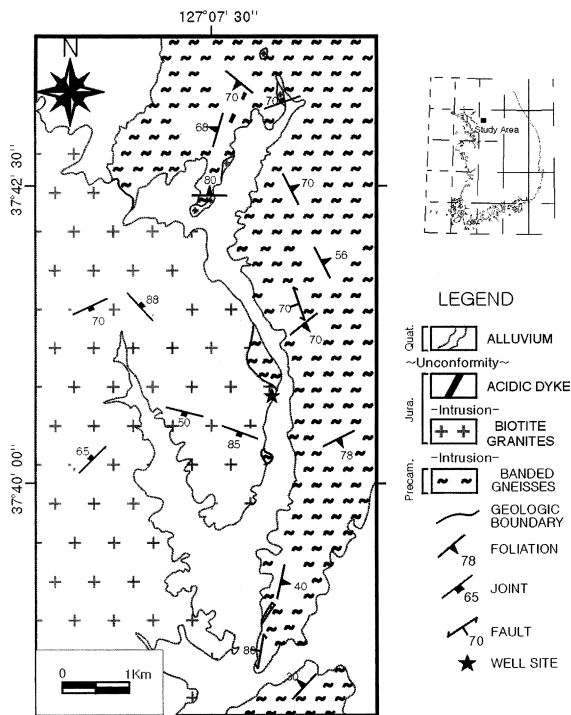 127°07' 30"
N
70
70
68
37°42' 30"
80
70
56
88
70
70
70
50
85
65
78
37°40' 00"
40
80
30
0 1Km
Study Area
LEGEND
Quat.
ALLUVIUM
~Unconformity~
Jura.
ACIDIC DYKE
–Intrusion–
BIOTITE
GRANITES
–Intrusion–
Precam.
BANDED
GNEISSES
GEOLOGIC
BOUNDARY
FOLIATION
78
JOINT
65
FAULT
70
WELL SITE